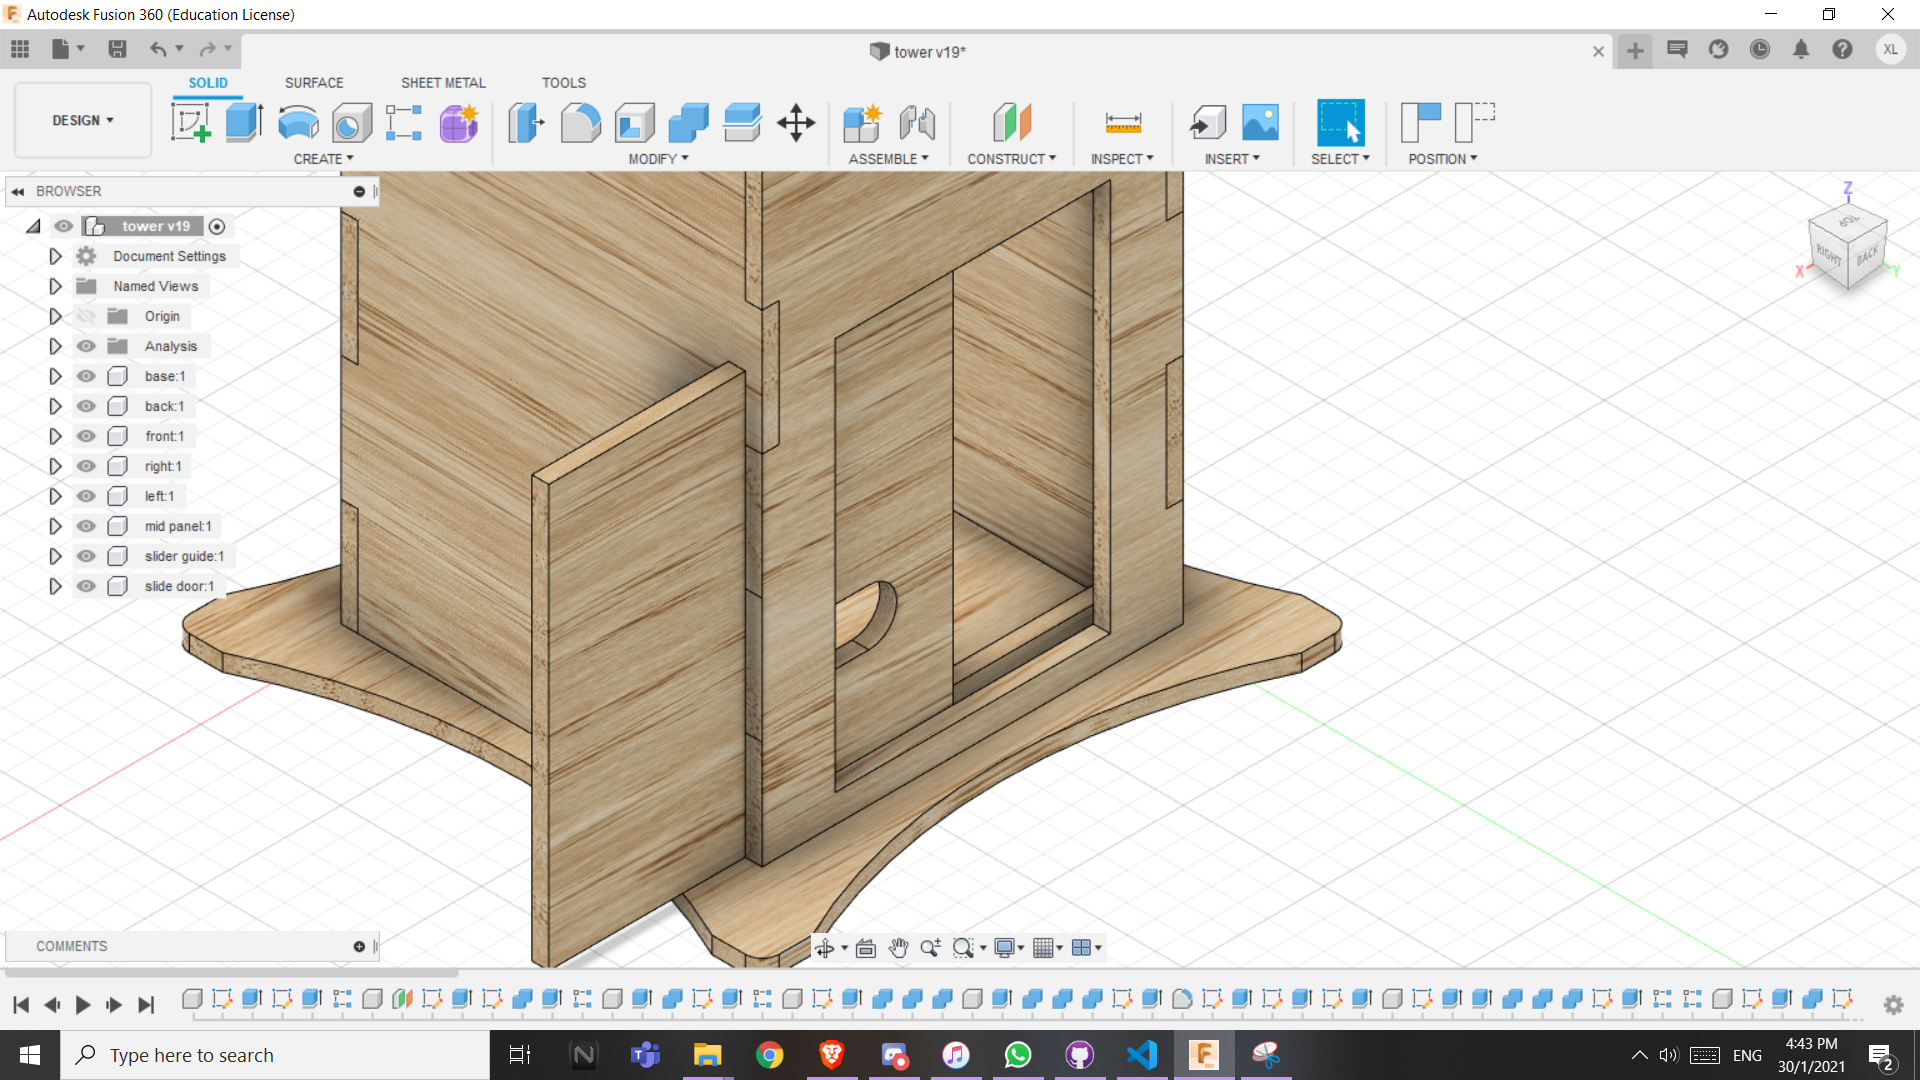 Autodesk Fusion 360 (Education License)
tower v19*
XL
DESIGN
SOLID SURFACE SHEET METAL TOOLS
CREATE MODIFY ASSEMBLE CONSTRUCT INSPECT INSERT SELECT POSITION
BROWSER
tower v19
Document Settings
Named Views
Origin
Analysis
base:1
back:1
front:1
right:1
left:1
mid panel:1
slider guide:1
slide door:1
Z
TOP
RIGHT BACK
X Y
COMMENTS
Type here to search
ENG
4:43 PM
30/1/2021
2